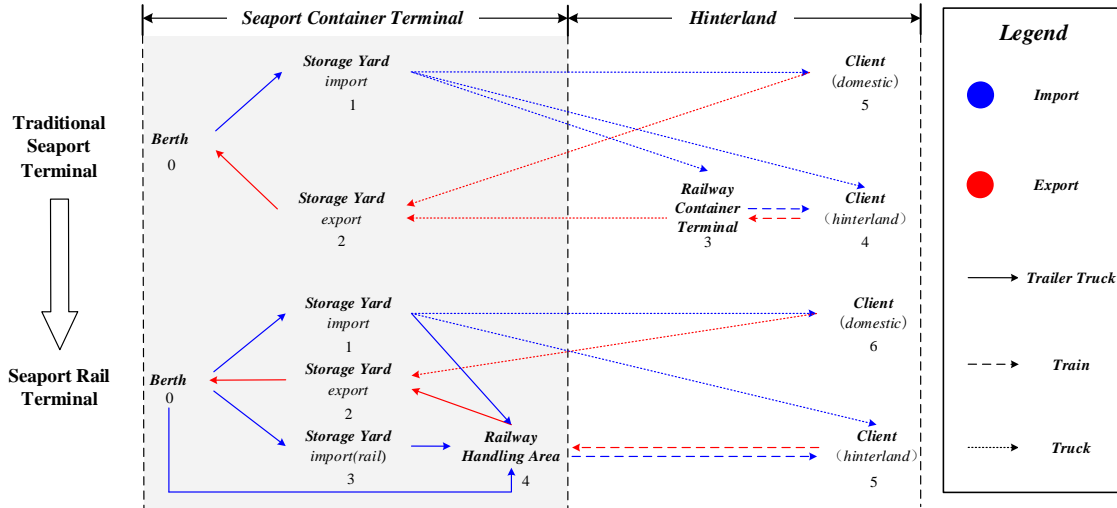 Seaport Container Terminal
Hinterland
Legend
Storage Yard
import
1
Client
(domestic)
5
Import
Traditional
Seaport
Terminal
Berth
0
Storage Yard
export
2
Railway
Container
Terminal
3
Client
(hinterland)
4
Export
Trailer Truck
Storage Yard
import
1
Client
(domestic)
6
Train
Seaport Rail
Terminal
Berth
0
Storage Yard
export
2
Storage Yard
import(rail)
3
Railway
Handling Area
4
Client
(hinterland)
5
Truck